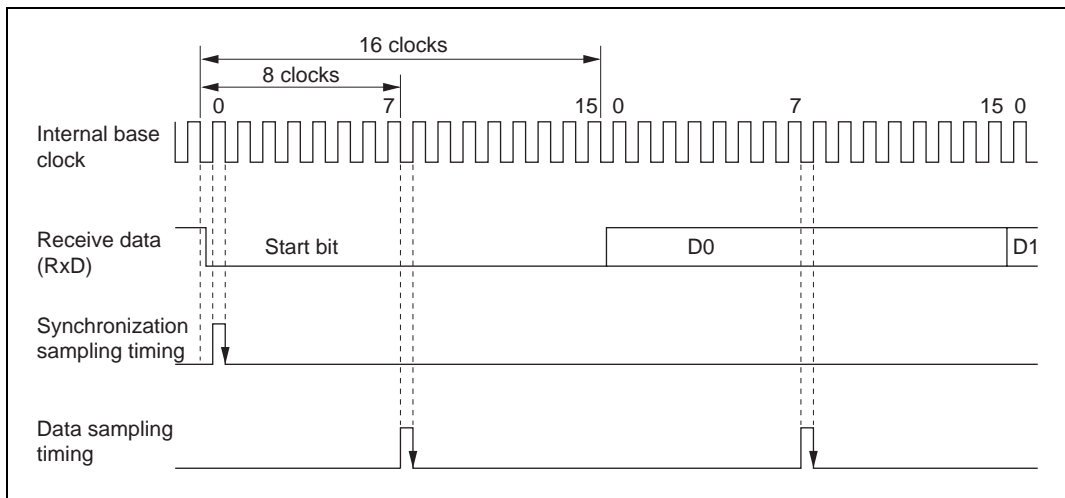 16 clocks
8 clocks
0 7 15 0 7 15 0
Internal base
clock
Receive data
(RxD)
Start bit D0 D1
Synchronization
sampling timing
Data sampling
timing